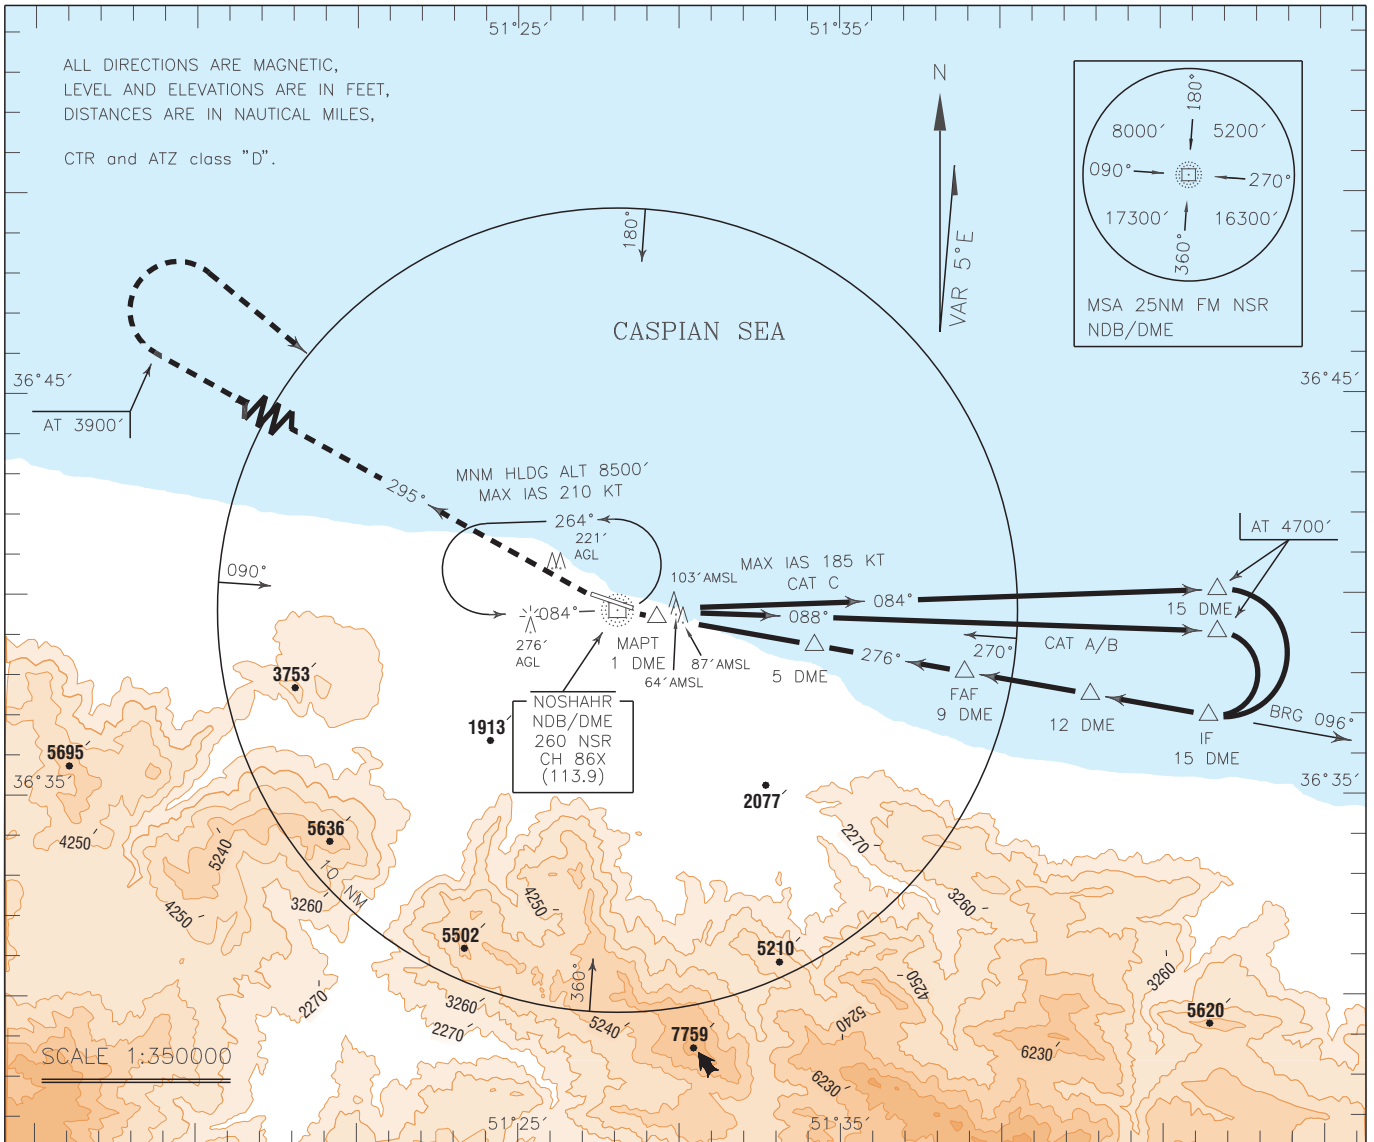 51°25′
51°35′
ALL DIRECTIONS ARE MAGNETIC,
LEVEL AND ELEVATIONS ARE IN FEET,
DISTANCES ARE IN NAUTICAL MILES,
CTR and ATZ class "D".
N
VAR 5°E
180°
8000′
5200′
090°
270°
17300′
16300′
360°
MSA 25NM FM NSR
NDB/DME
180°
CASPIAN SEA
36°45′
36°45′
AT 3900′
MNM HLDG ALT 8500′
MAX IAS 210 KT
295°
264°
221′
AGL
AT 4700′
090°
103′AMSL
MAX IAS 185 KT
CAT C
084°
15 DME
084°
088°
CAT A/B
276′
AGL
MAPT
1 DME
87′AMSL
64′AMSL
276°
270°
5 DME
FAF
9 DME
12 DME
IF
15 DME
BRG 096°
3753′
NOSHAHR
NDB/DME
260 NSR
CH 86X
(113.9)
1913′
5695′
36°35′
36°35′
2077′
5636′
4250′
5240′
2270′
10 NM
4250′
3260′
4250′
3260′
5502′
5210′
3260′
360°
4250′
2270′
3260′
2270′
5240′
5240′
7759′
6230′
5620′
SCALE 1:350000
6230′
51°25′
51°35′